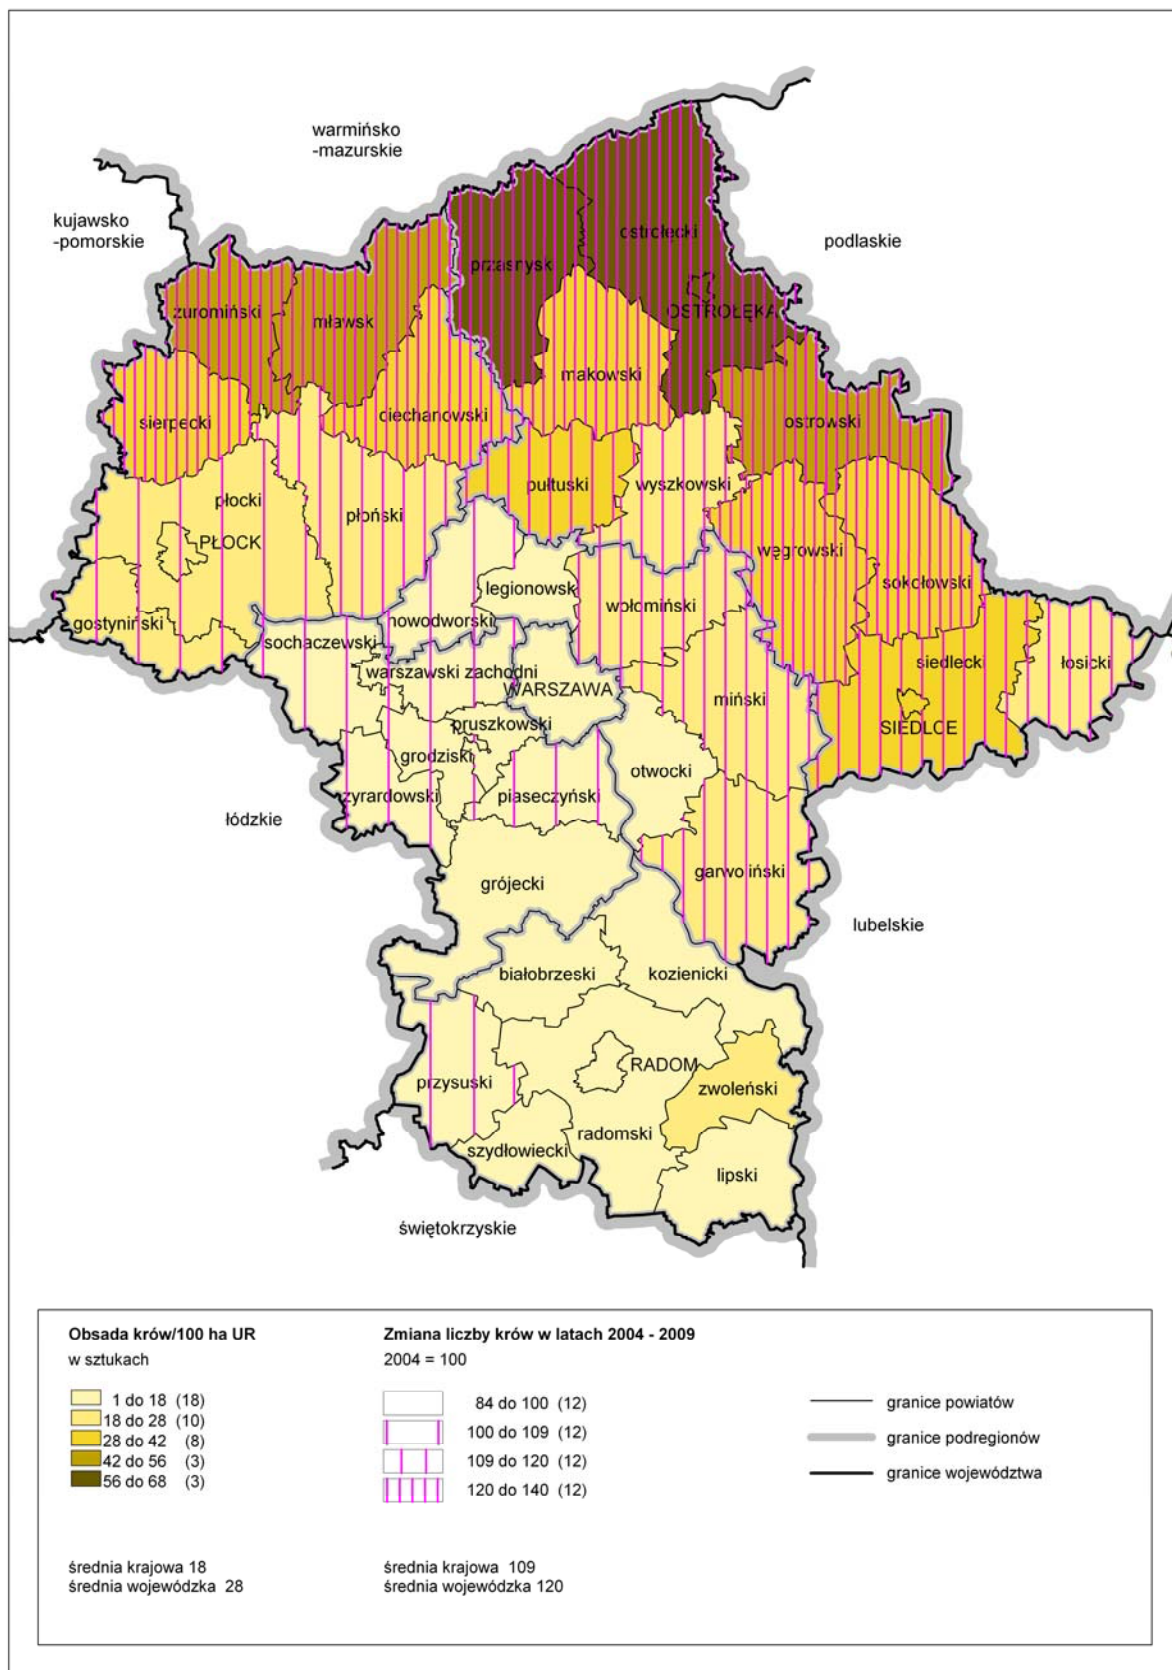 warmińsko
-mazurskie
kujawsko
-pomorskie
podlaskie
ostrołęcki
przasnysk
OSTROŁĘKA
żuromiński
mławsk
makowski
ciechanowski
sierpecki
ostrowski
pułtuski
wyszkowski
płocki
płoński
PŁOCK
węgrowski
sokołowski
legionowsk
wołomiński
gostyniński
nowodworski
sochaczewski
siedlecki
łosicki
warszawski zachodni
WARSZAWA
miński
pruszkowski
SIEDLCE
grodziski
otwocki
żyrardowski
piaseczyński
łódzkie
garwoliński
grójecki
lubelskie
białobrzeski
kozienicki
RADOM
przysuski
zwoleński
radomski
szydłowiecki
lipski
świętokrzyskie
Obsada krów/100 ha UR
w sztukach
1 do 18 (18)
18 do 28 (10)
28 do 42 (8)
42 do 56 (3)
56 do 68 (3)
średnia krajowa 18
średnia wojewódzka 28
Zmiana liczby krów w latach 2004 - 2009
2004 = 100
84 do 100 (12)
100 do 109 (12)
109 do 120 (12)
120 do 140 (12)
średnia krajowa 109
średnia wojewódzka 120
granice powiatów
granice podregionów
granice województwa